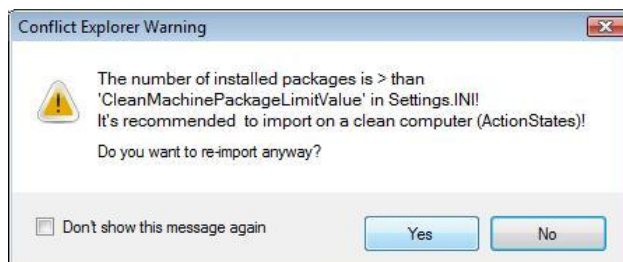 Conflict Explorer Warning
The number of installed packages is > than
'CleanMachinePackageLimitValue' in Settings.INI!
It's recommended to import on a clean computer (ActionStates)!
Do you want to re-import anyway?
Don't show this message again
Yes
No